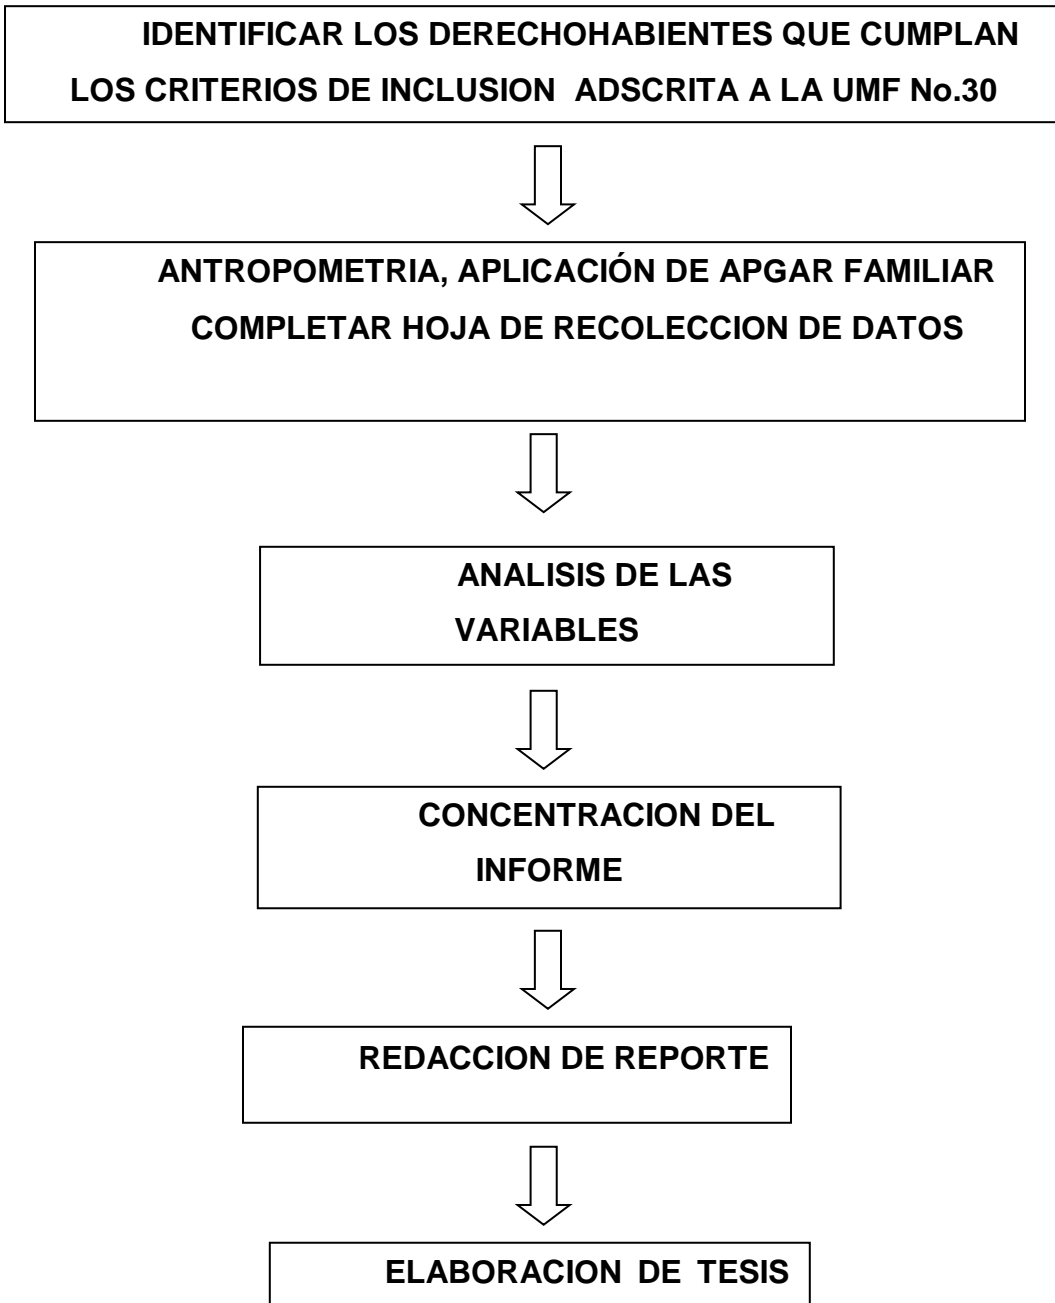 IDENTIFICAR LOS DERECHOHABIENTES QUE CUMPLAN
LOS CRITERIOS DE INCLUSION ADSCRITA A LA UMF No.30
ANTROPOMETRIA, APLICACIÓN DE APGAR FAMILIAR
COMPLETAR HOJA DE RECOLECCION DE DATOS
ANALISIS DE LAS
VARIABLES
CONCENTRACION DEL
INFORME
REDACCION DE REPORTE
ELABORACION DE TESIS